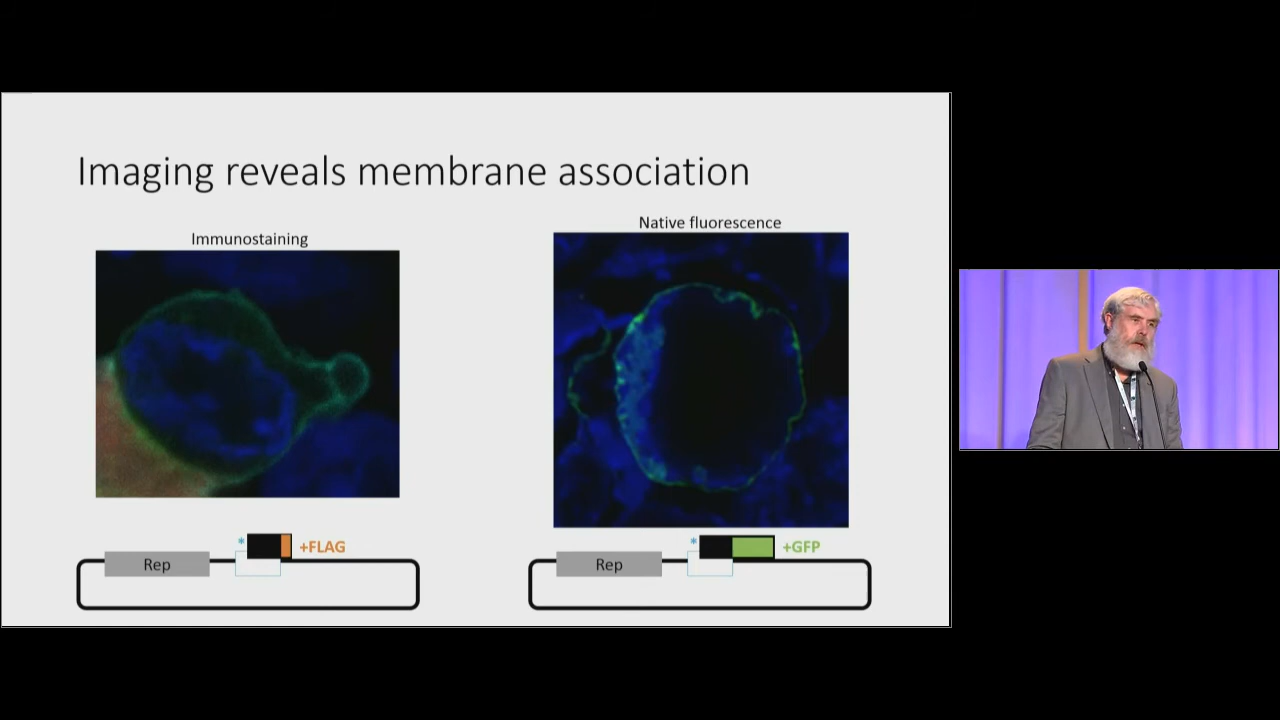 Imaging reveals membrane association
Immunostaining
Native fluorescence
* +FLAG
Rep
* +GFP
Rep